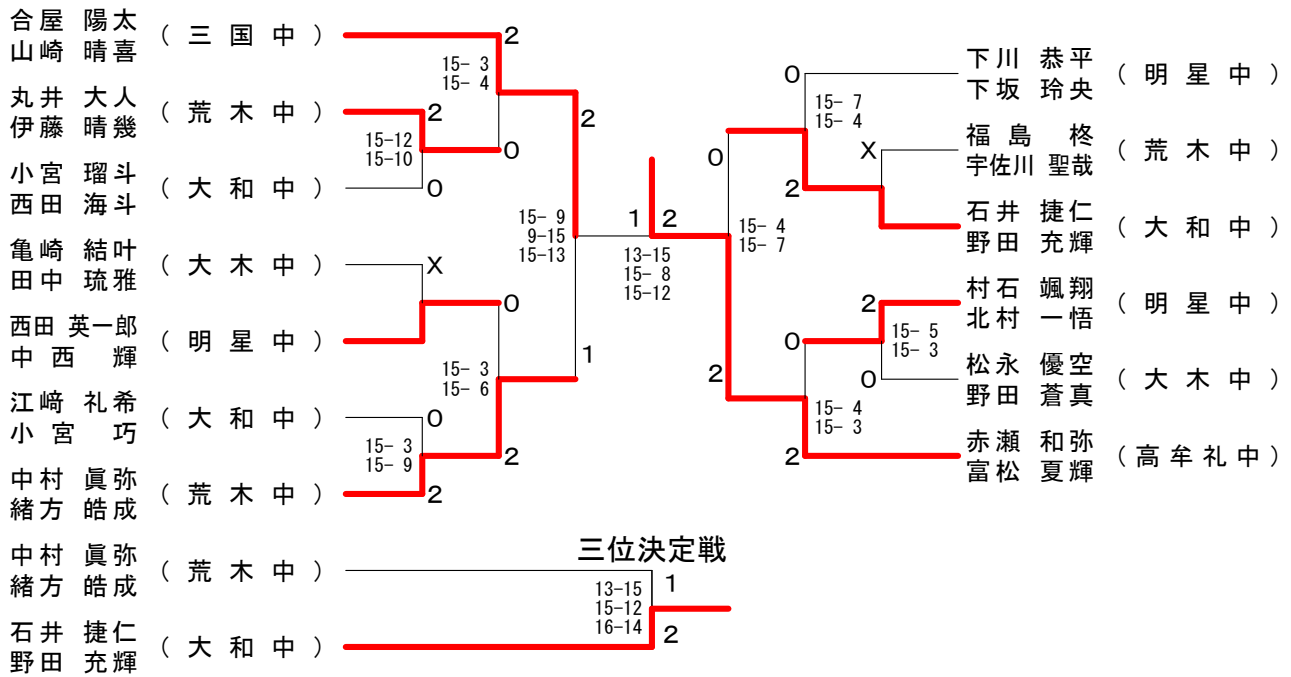 合屋 陽太
山崎 晴喜
( 三 国 中 )
丸井 大人
伊藤 晴幾
( 荒 木 中 )
小宮 瑠斗
西田 海斗
( 大 和 中 )
亀崎 結叶
田中 琉雅
( 大 木 中 )
西田 英一郎
中西 輝
( 明 星 中 )
江﨑 礼希
小宮 巧
( 大 和 中 )
中村 眞弥
緒方 皓成
( 荒 木 中 )
2
15- 3
15- 4
2
15-12
15-10
0
0
2
15- 9
9-15
15-13
X
0
15- 3
15- 6
1
0
15- 3
15- 9
2
2
1
2
13-15
15- 8
15-12
0
15- 4
15- 7
2
0
15- 7
15- 4
X
2
2
15- 5
15- 3
0
0
15- 4
15- 3
2
下川 恭平
下坂 玲央
( 明 星 中 )
福島 柊
宇佐川 聖哉
( 荒 木 中 )
石井 捷仁
野田 充輝
( 大 和 中 )
村石 颯翔
北村 一悟
( 明 星 中 )
松永 優空
野田 蒼真
( 大 木 中 )
赤瀬 和弥
富松 夏輝
( 高 牟 礼 中 )
三位決定戦
中村 眞弥
緒方 皓成
( 荒 木 中 )
石井 捷仁
野田 充輝
( 大 和 中 )
13-15
15-12
16-14
1
2